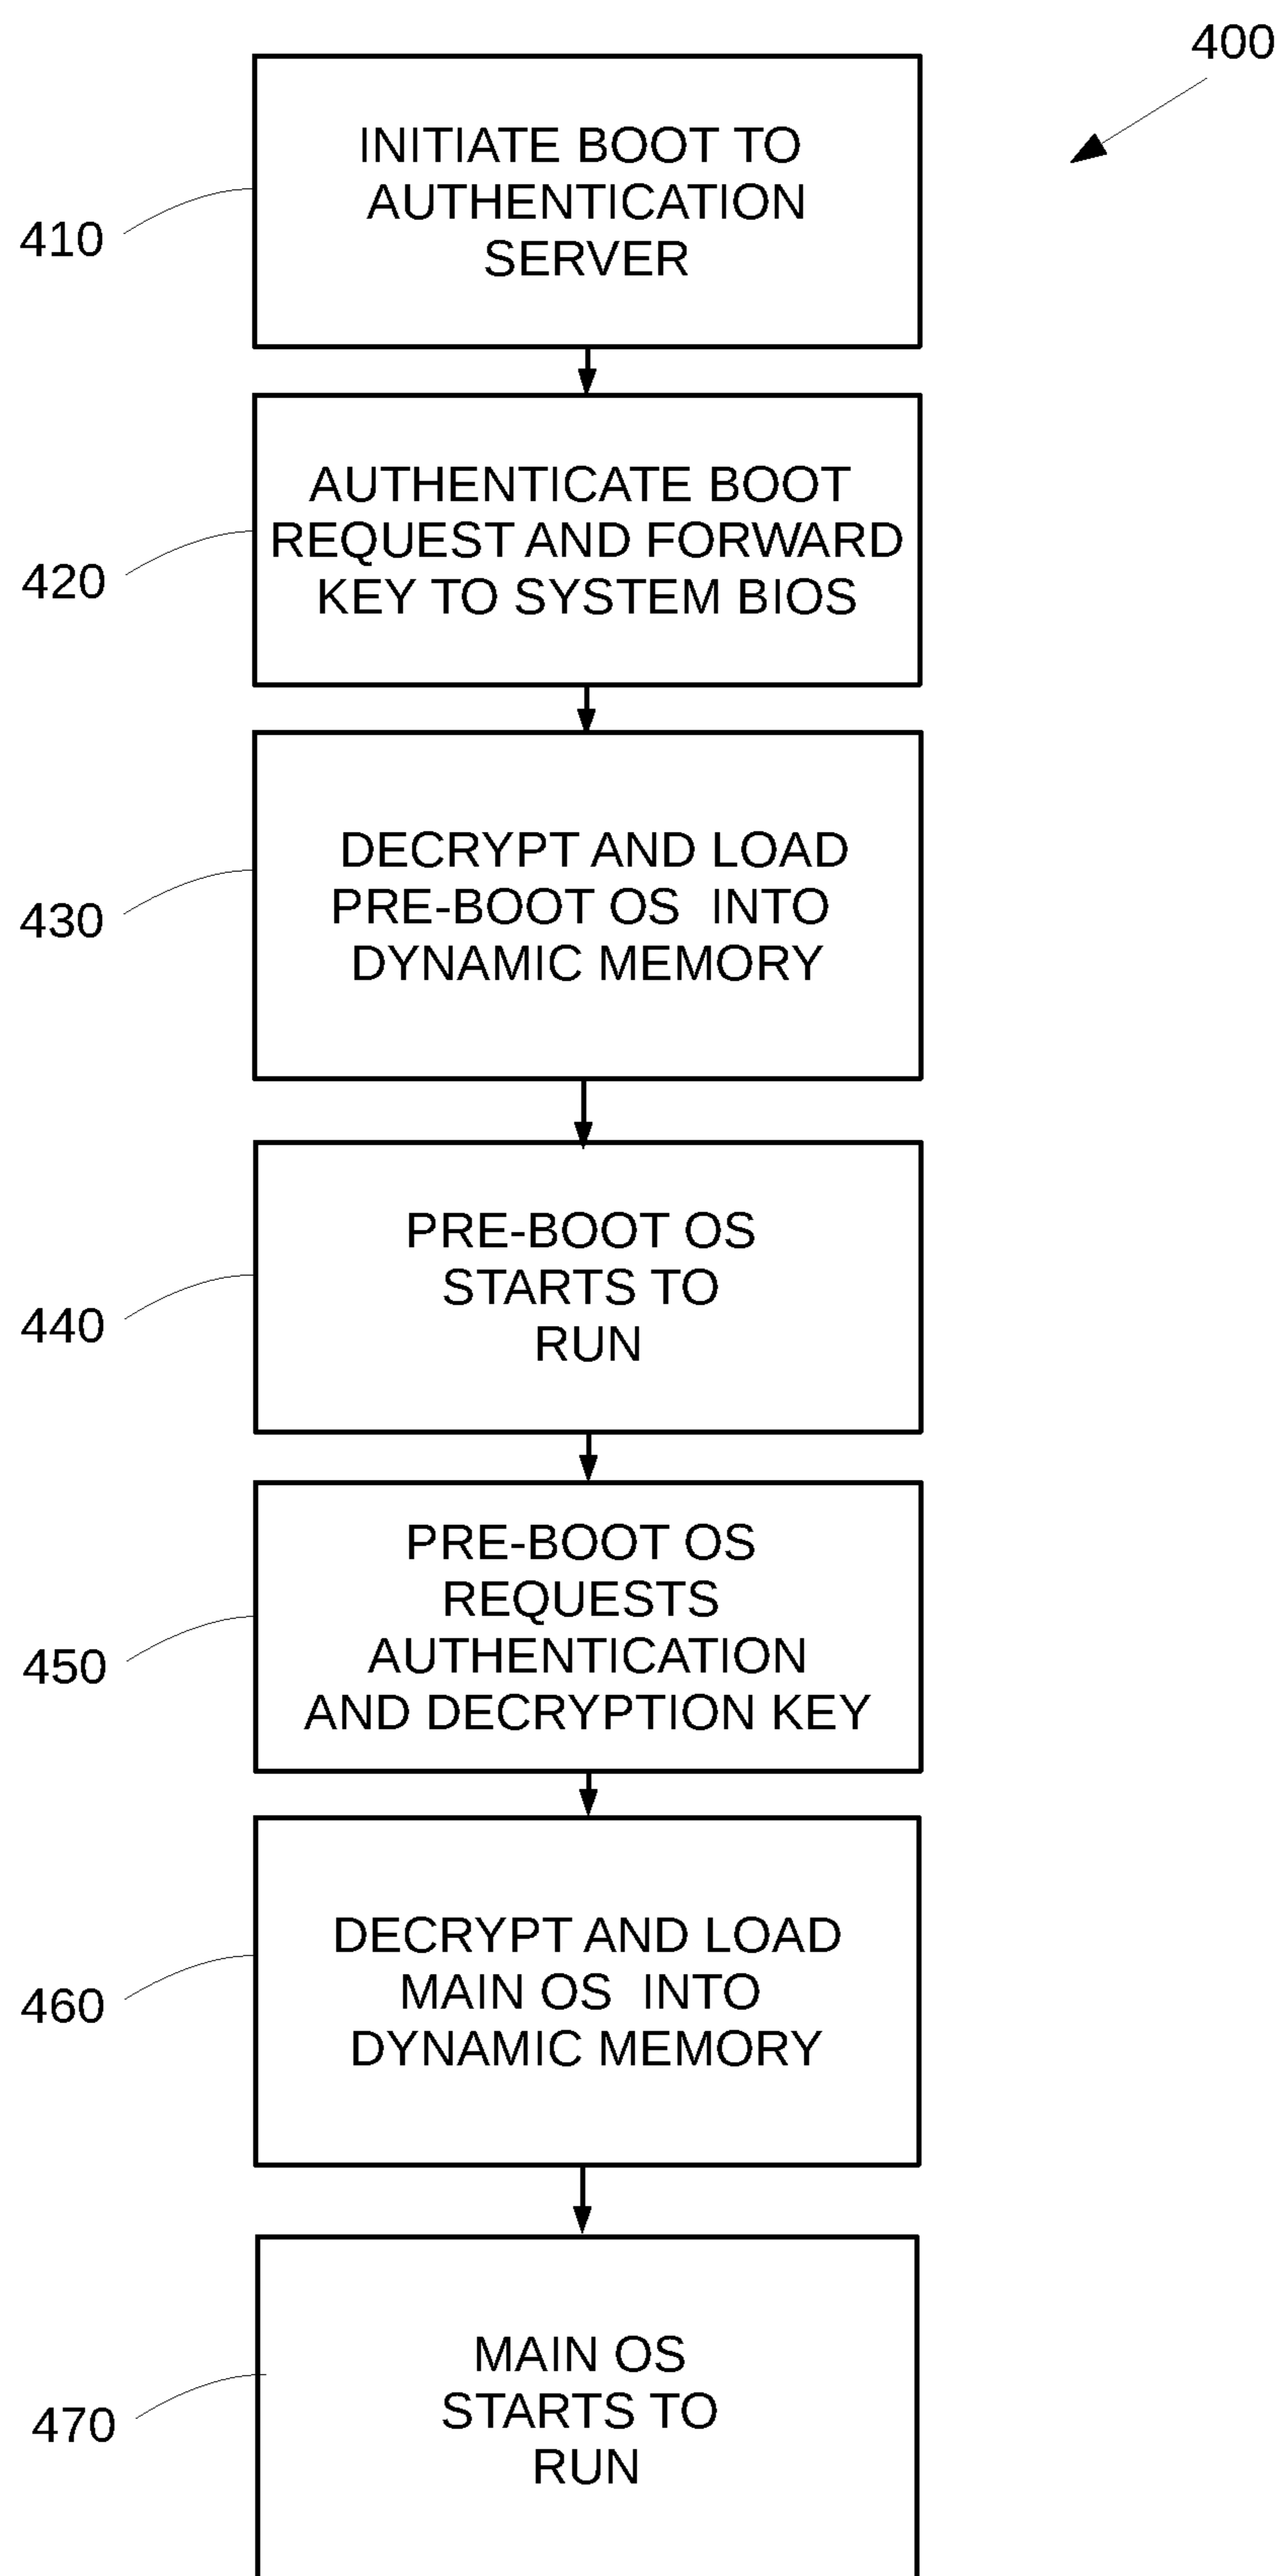 400
INITIATE BOOT TO
AUTHENTICATION
SERVER
410
AUTHENTICATE BOOT
REQUEST AND FORWARD
KEY TO SYSTEM BIOS
420
DECRYPT AND LOAD
PRE-BOOT OS INTO
DYNAMIC MEMORY
430
PRE-BOOT OS
STARTS TO
RUN
440
PRE-BOOT OS
REQUESTS
AUTHENTICATION
AND DECRYPTION KEY
450
DECRYPT AND LOAD
MAIN OS INTO
DYNAMIC MEMORY
460
MAIN OS
STARTS TO
RUN
470